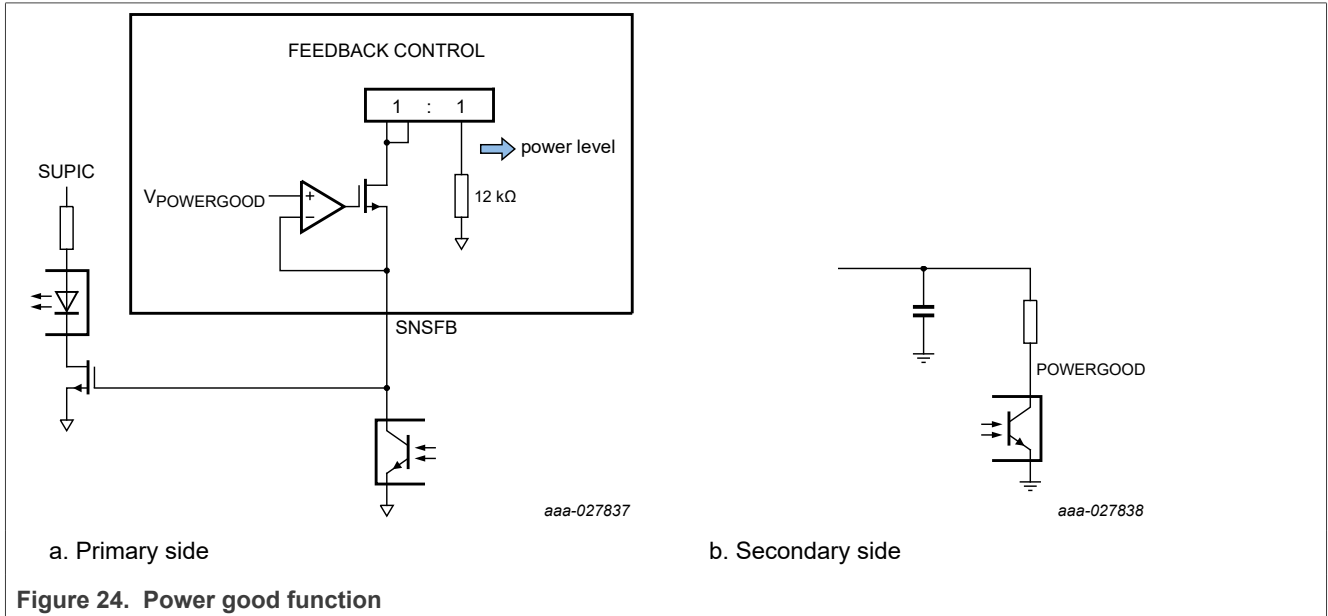 FEEDBACK CONTROL
1 : 1
power level
SUPIC
VPOWERGOOD
+
−
12 kΩ
SNSFB
POWERGOOD
aaa-027837
aaa-027838
a. Primary side
b. Secondary side
Figure 24. Power good function